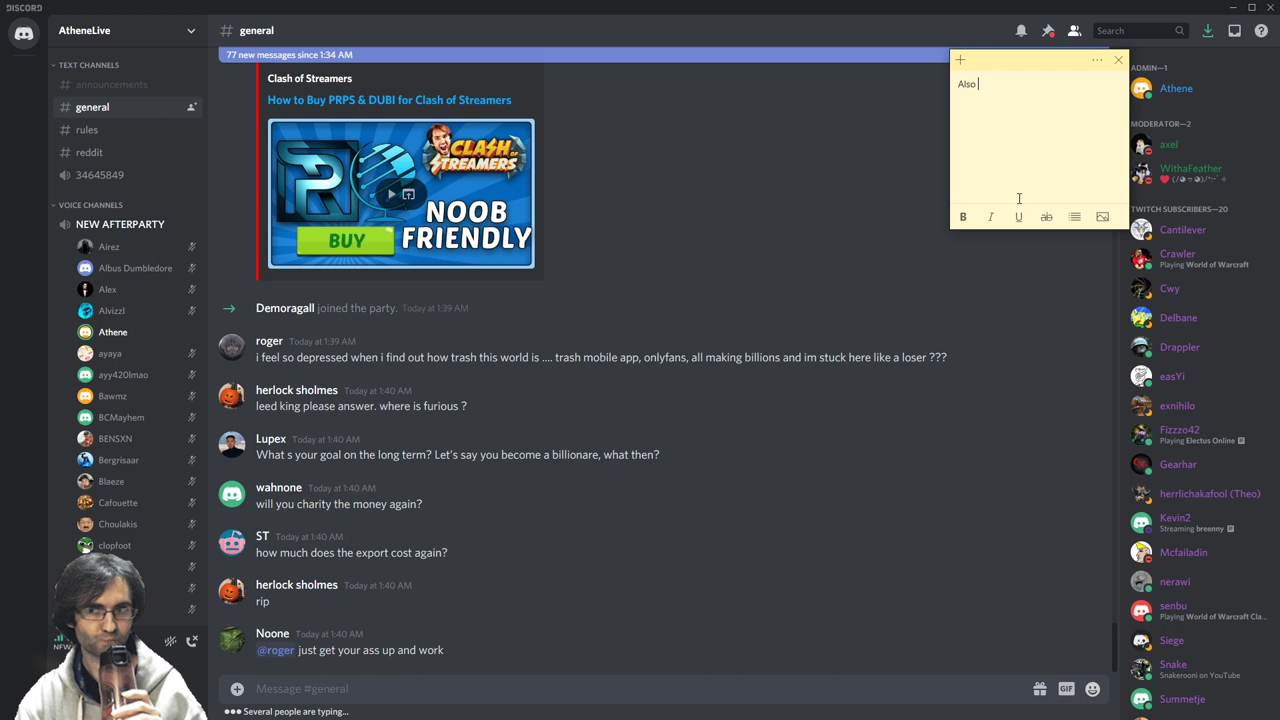 DISCORD
AtheneLive
TEXT CHANNELS
announcements
general
rules
reddit
34645849
VOICE CHANNELS
NEW AFTERPARTY
Airez
Albus Dumbledore
Alex
Alvizzl
Athene
ayaya
ayy420lmao
Bawmz
BCMayhem
BENSXN
Bergrisaar
Blaeze
Cafouette
Choulakis
clopfoot
NFW
# general
Search
77 new messages since 1:34 AM
Clash of Streamers
How to Buy PRPS & DUBI for Clash of Streamers
CLASH OF
STREAMERS
NOOB
FRIENDLY
BUY
Demoragall joined the party. Today at 1:39 AM
roger Today at 1:39 AM
i feel so depressed when i find out how trash this world is .... trash mobile app, onlyfans, all making billions and im stuck here like a loser ???
herlock sholmes Today at 1:40 AM
leed king please answer. where is furious ?
Lupex Today at 1:40 AM
What s your goal on the long term? Let's say you become a billionare, what then?
wahnone Today at 1:40 AM
will you charity the money again?
ST Today at 1:40 AM
how much does the export cost again?
herlock sholmes Today at 1:40 AM
rip
Noone Today at 1:40 AM
@roger just get your ass up and work
Message #general
GIF
Several people are typing...
Also
B I U ab
ADMIN—1
Athene
MODERATOR—2
axel
WithaFeather
TWITCH SUBSCRIBERS—20
Cantilever
Crawler
Playing World of Warcraft
Cwy
Delbane
Drappler
easYi
exnihilo
Fizzzo42
Playing Electus Online
Gearhar
herrlichakafool (Theo)
Kevin2
Streaming breenny
Mcfailadin
nerawi
senbu
Playing World of Warcraft Cla...
Siege
Snake
Snakerooni on YouTube
Summetje